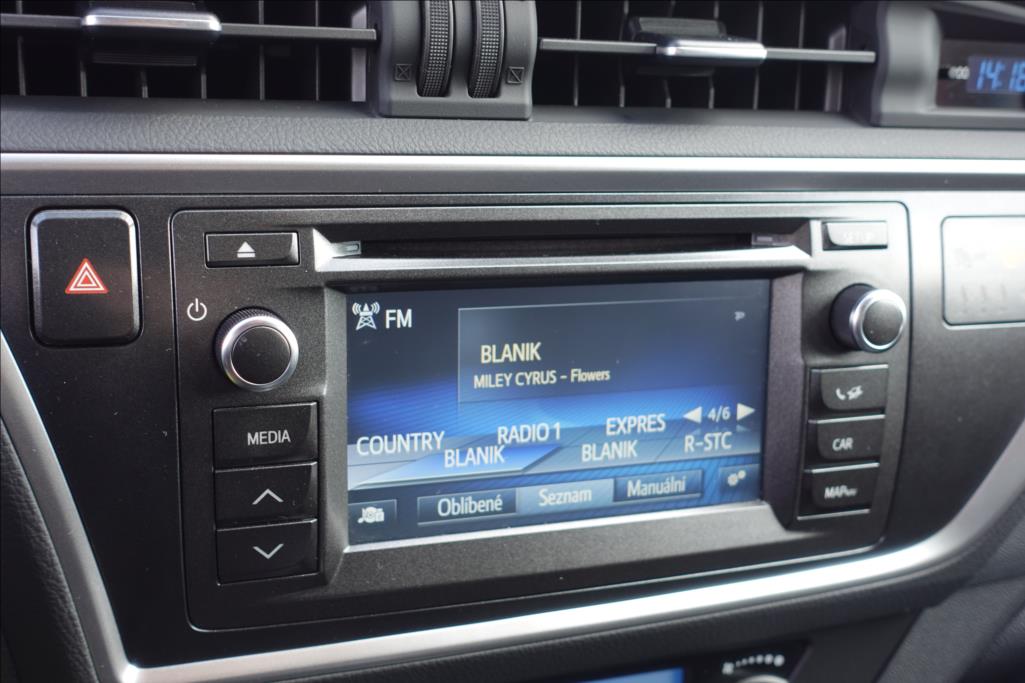 14:18
SETUP
FM
BLANIK
MILEY CYRUS - Flowers
MEDIA
COUNTRY
RADIO 1
EXPRES
4/6
BLANIK
BLANIK
R-STC
CAR
MAP
Oblíbené
Seznam
Manuální